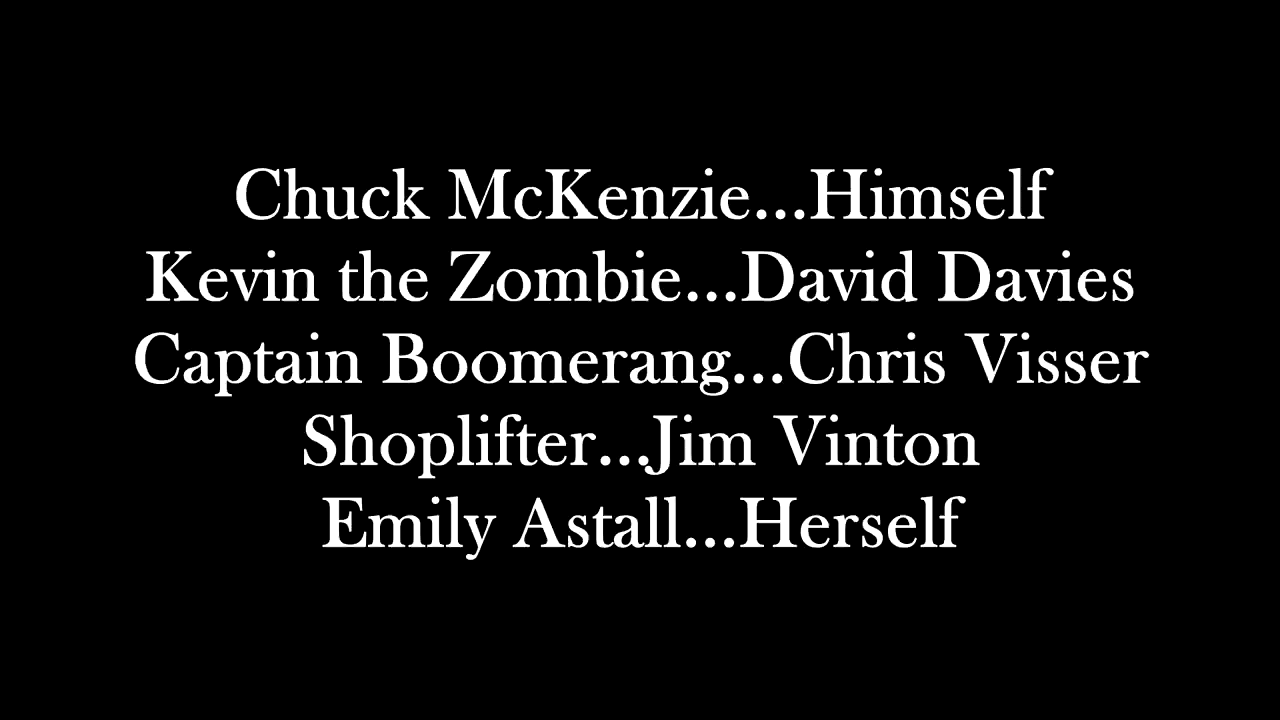 Chuck McKenzie...Himself
Kevin the Zombie...David Davies
Captain Boomerang...Chris Visser
Shoplifter...Jim Vinton
Emily Astall...Herself